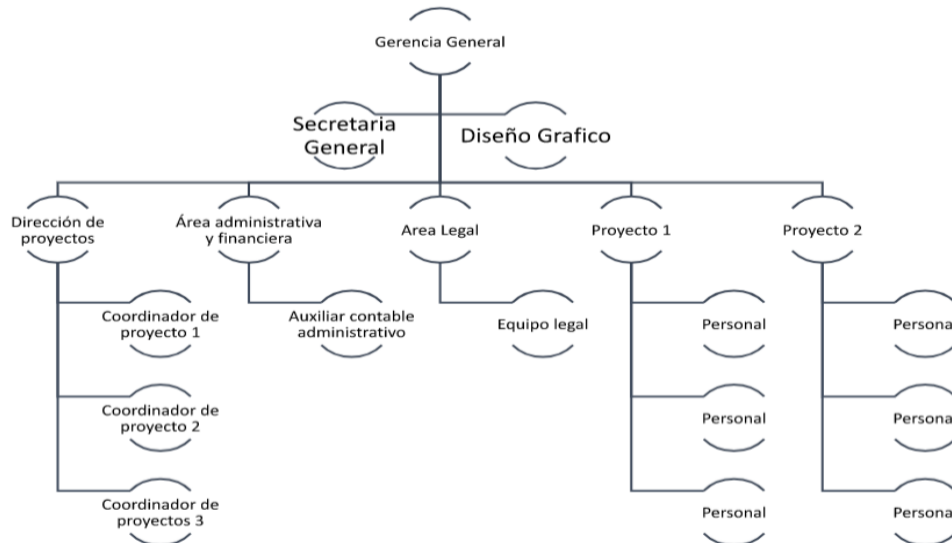 Gerencia General
Secretaria
General
Diseño Grafico
Dirección de
proyectos
Área administrativa
y financiera
Area Legal
Proyecto 1
Proyecto 2
Coordinador de
proyecto 1
Auxiliar contable
administrativo
Equipo legal
Personal
Persona
Coordinador de
proyecto 2
Personal
Persona
Coordinador de
proyectos 3
Personal
Persona